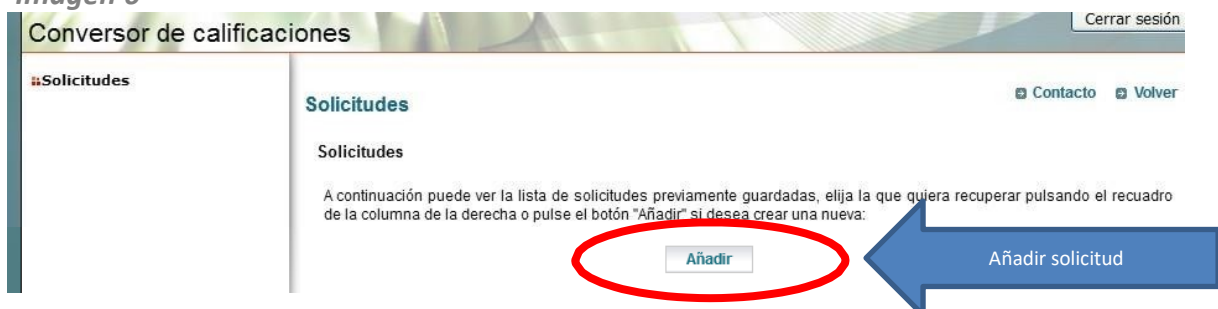 Imagen 6
Conversor de calificaciones
Cerrar sesión
Solicitudes
Contacto
Volver
Solicitudes
Solicitudes
A continuación puede ver la lista de solicitudes previamente guardadas, elija la que quiera recuperar pulsando el recuadro
de la columna de la derecha o pulse el botón "Añadir" si desea crear una nueva:
Añadir
Añadir solicitud